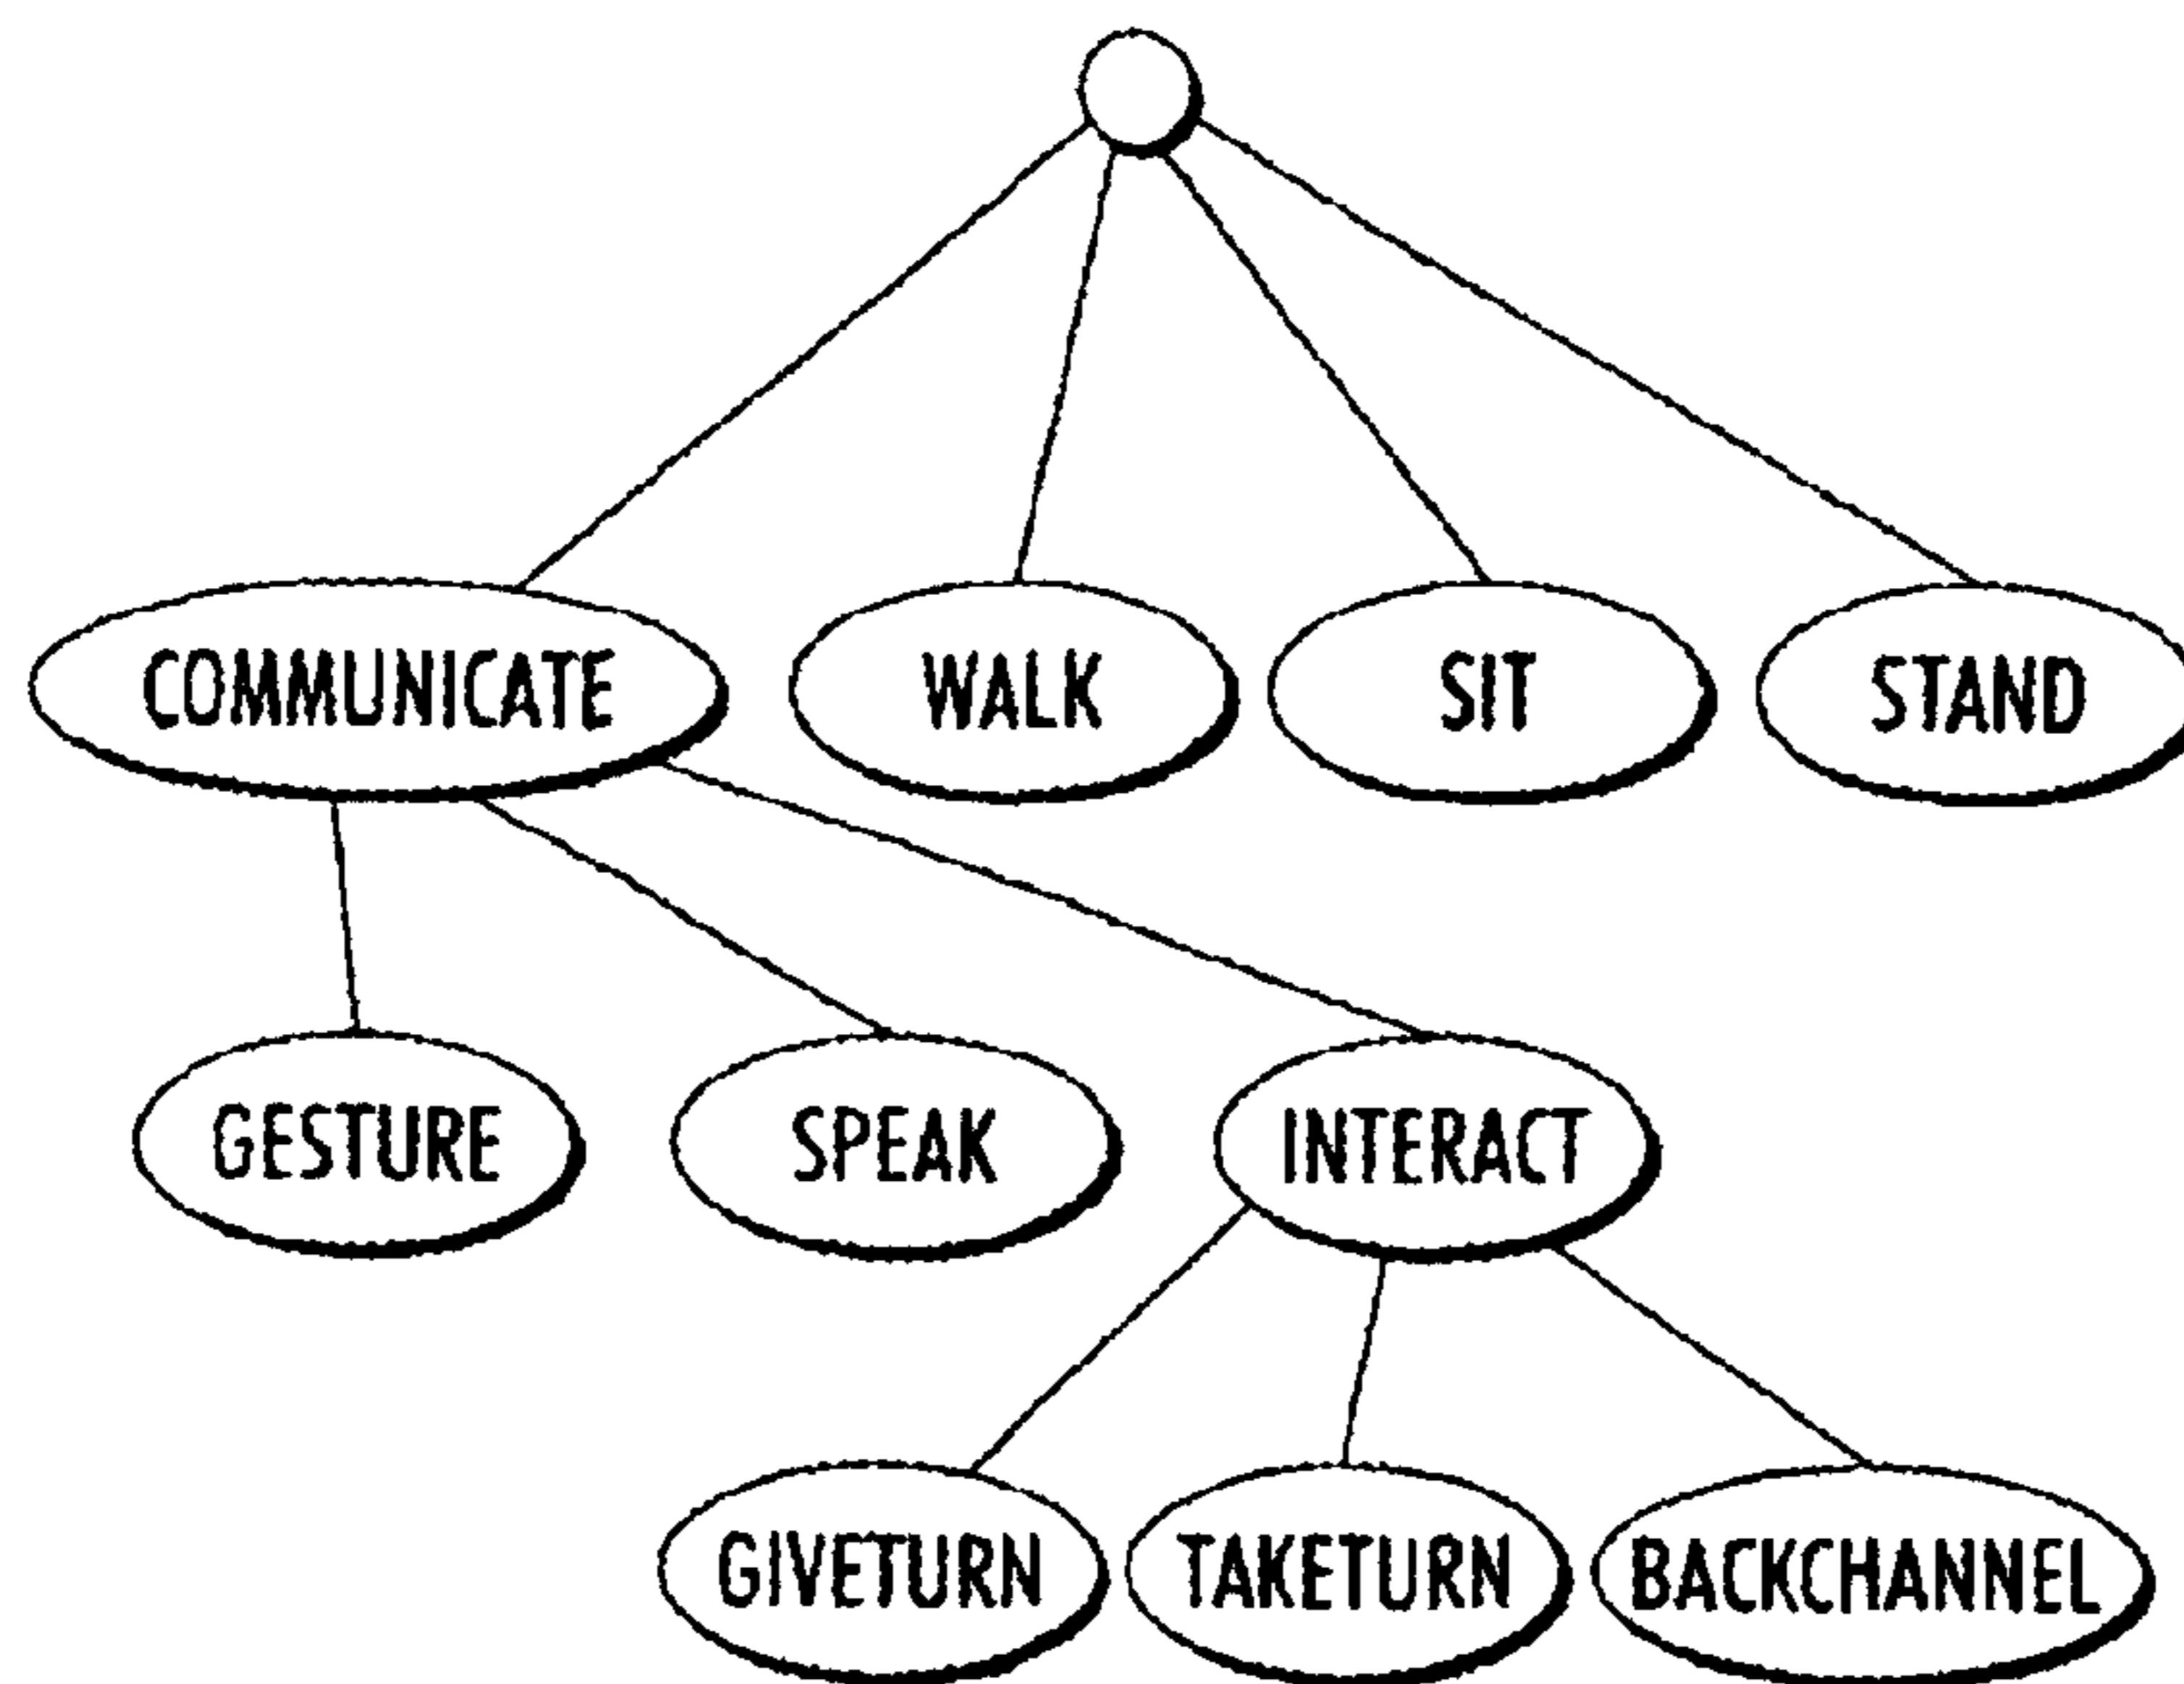 COMMUNICATE WALK SIT STAND
GESTURE SPEAK INTERACT
GIVETURN TAKETURN BACKCHANNEL